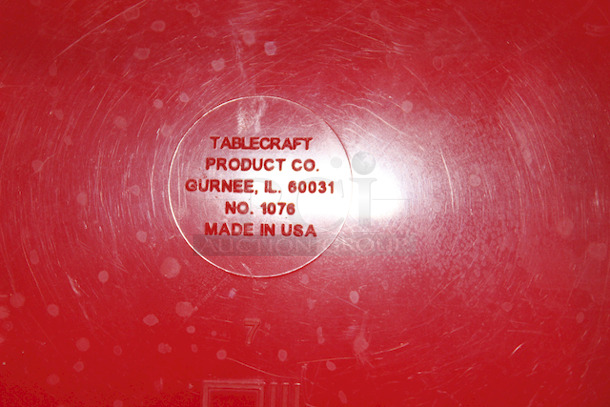 TABLECRAFT
PRODUCT CO.
GURNEE, IL. 60031
NO. 1076
MADE IN USA